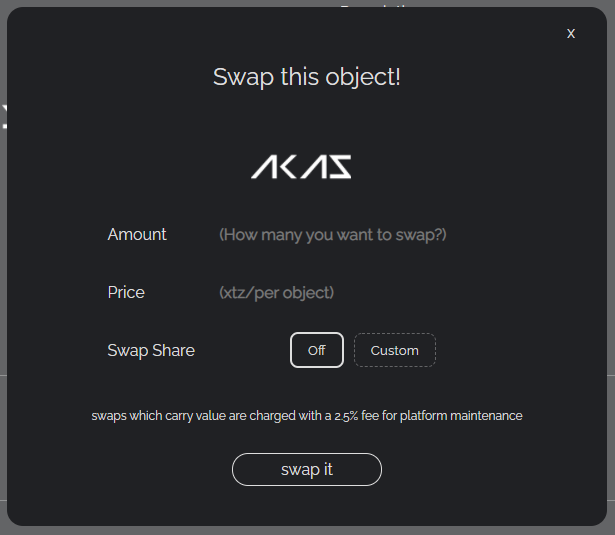 x
Swap this object!
AKAS
Amount (How many you want to swap?)
Price (xtz/per object)
Swap Share Off Custom
swaps which carry value are charged with a 2.5% fee for platform maintenance
swap it